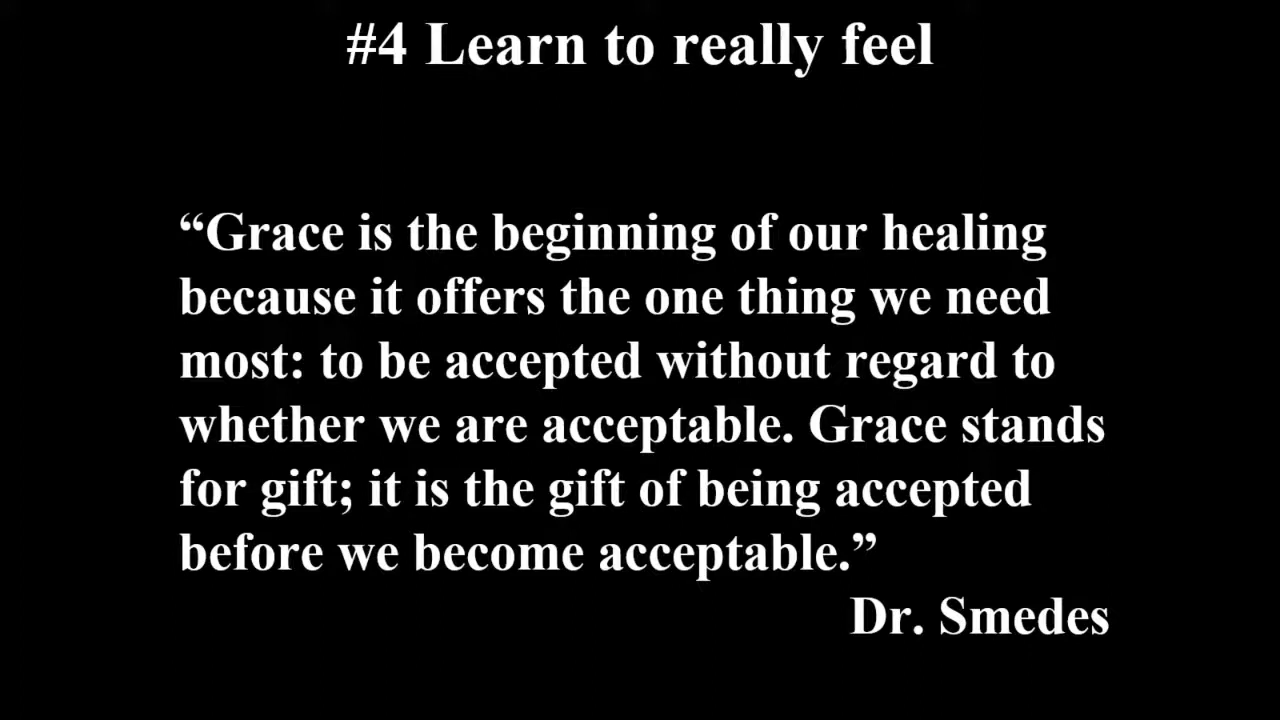 #4 Learn to really feel
“Grace is the beginning of our healing
because it offers the one thing we need
most: to be accepted without regard to
whether we are acceptable. Grace stands
for gift; it is the gift of being accepted
before we become acceptable.”
Dr. Smedes